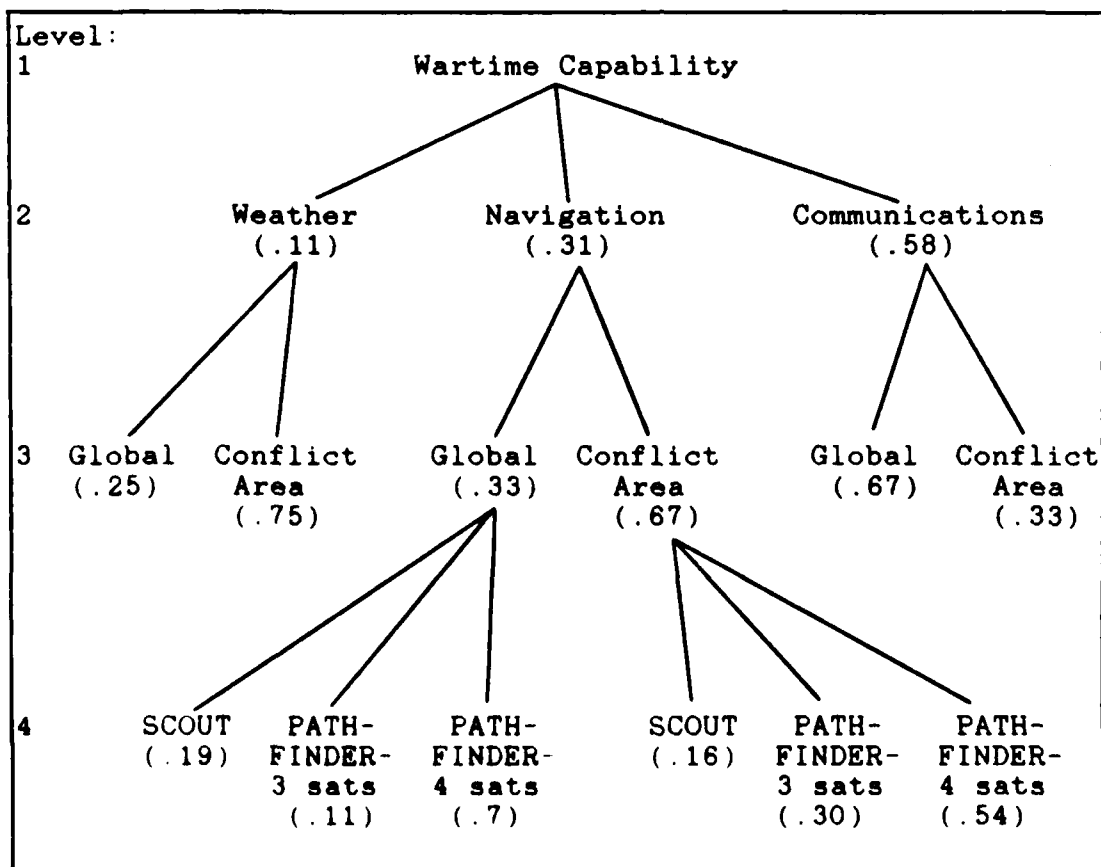 Level:
1 Wartime Capability
2 Weather Navigation Communications
(.11) (.31) (.58)
3 Global Conflict Global Conflict Global Conflict
(.25) Area (.33) Area (.67) Area
(.75) (.67) (.33)
4 SCOUT PATH- PATH- SCOUT PATH- PATH-
(.19) FINDER- FINDER- (.16) FINDER- FINDER-
3 sats 4 sats 3 sats 4 sats
(.11) (.7) (.30) (.54)